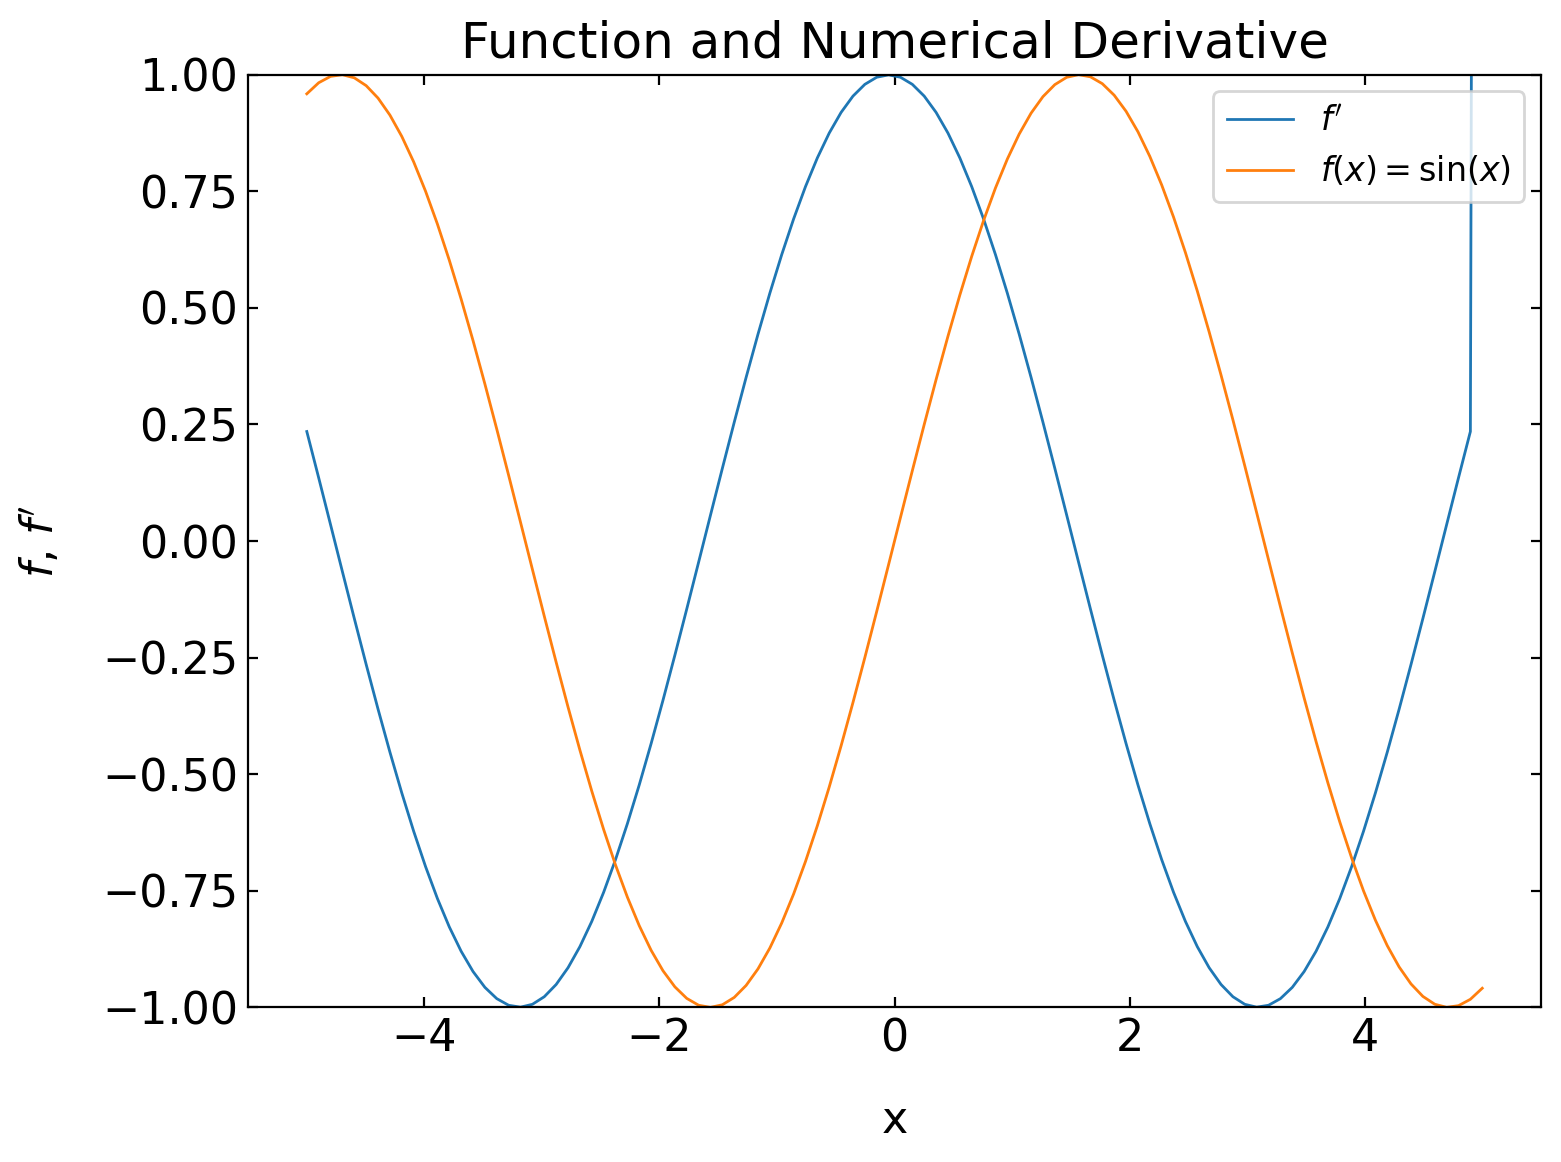 Function and Numerical Derivative
1.00
0.75
0.50
0.25
0.00
−0.25
−0.50
−0.75
−1.00
f, f′
f′
f(x) = sin(x)
−4
−2
0
2
4
x